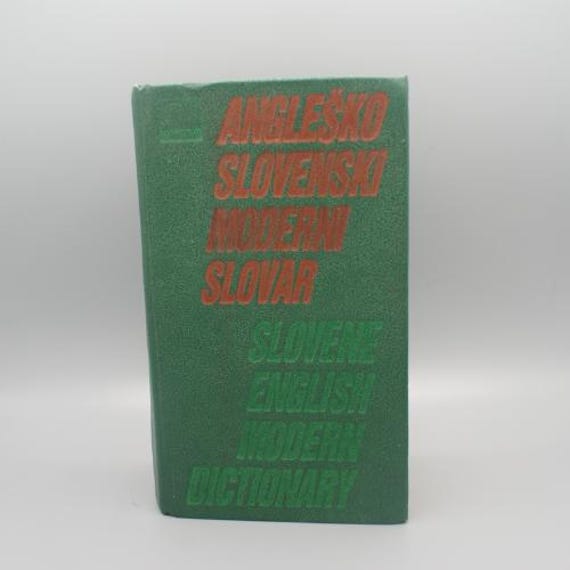 ANGLEŠKO
SLOVENSKI
MODERNI
SLOVAR
SLOVENE
ENGLISH
MODERN
DICTIONARY